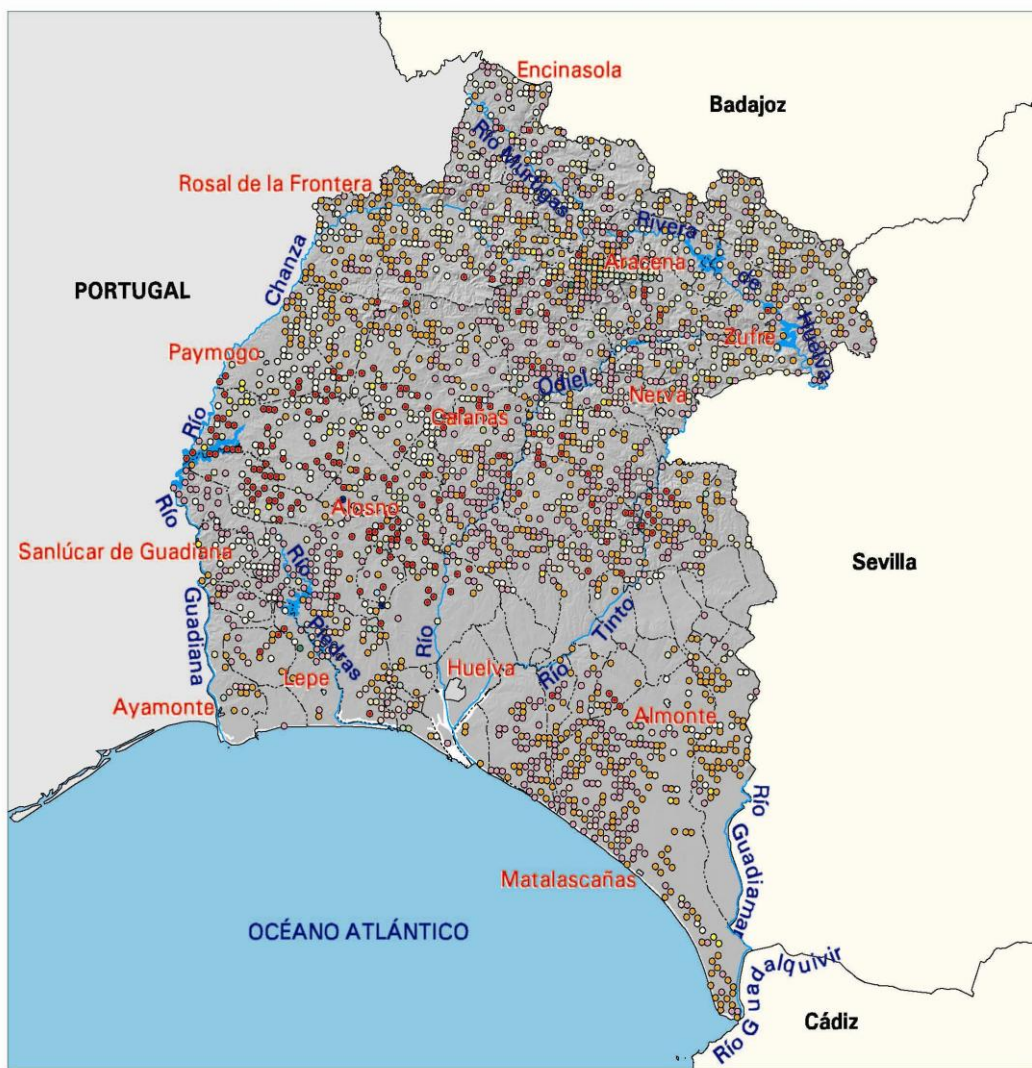 Encinasola
Badajoz
Río Murtigas
Rosal de la Frontera
Rivera de Huelva
Aracena
Chanza
PORTUGAL
Zufre
Paymogo
Odiel
Nerva
Calañas
Río
Alosno
Río
Sanlúcar de Guadiana
Río
Sevilla
Guadiana
Piedras
Río
Tinto
Río
Huelva
Lepe
Almonte
Ayamonte
Río
Guadiamar
Matalascañas
OCÉANO ATLÁNTICO
Río Guadalquivir
Cádiz